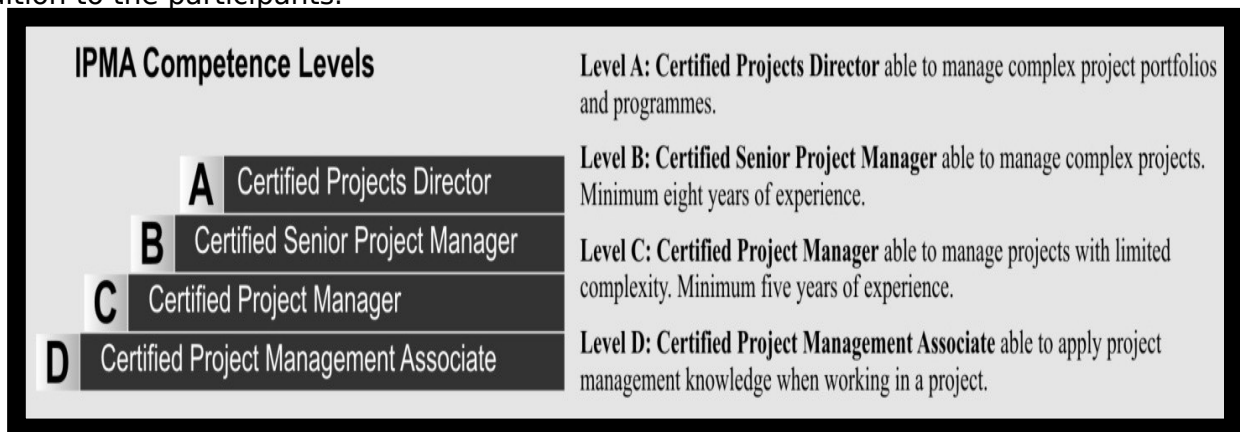 to the participants.
IPMA Competence Levels
A Certified Projects Director
B Certified Senior Project Manager
C Certified Project Manager
D Certified Project Management Associate
Level A: Certified Projects Director able to manage complex project portfolios
and programmes.
Level B: Certified Senior Project Manager able to manage complex projects.
Minimum eight years of experience.
Level C: Certified Project Manager able to manage projects with limited
complexity. Minimum five years of experience.
Level D: Certified Project Management Associate able to apply project
management knowledge when working in a project.